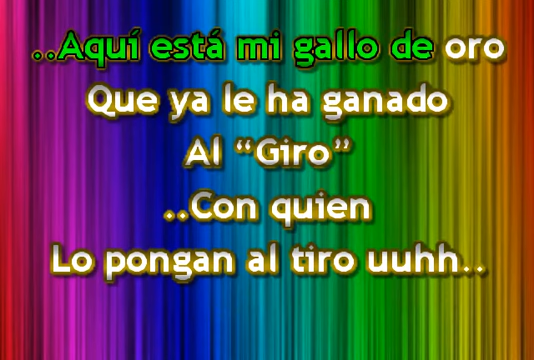 ..Aquí está mi gallo de oro
Que ya le ha ganado
Al “Giro”
..Con quien
Lo pongan al tiro uuhh..